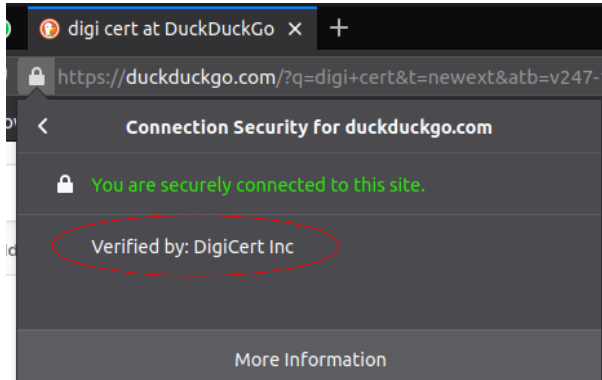 digi cert at DuckDuckGo
https://duckduckgo.com/?q=digi+cert&t=newext&atb=v247-
Connection Security for duckduckgo.com
You are securely connected to this site.
Verified by: DigiCert Inc
More Information